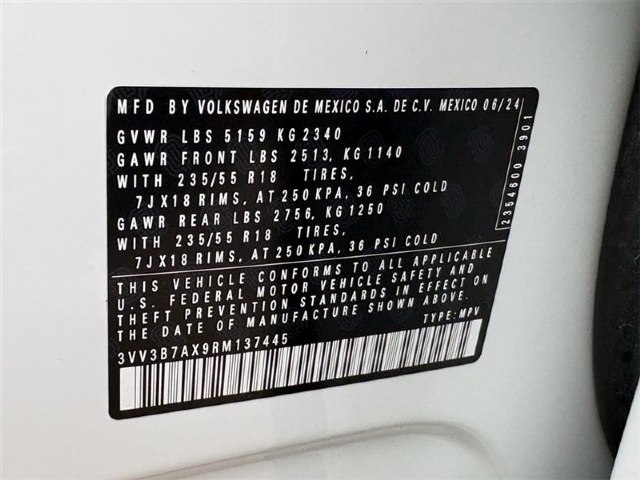 MFD BY VOLKSWAGEN DE MEXICO S.A. DE C.V. MEXICO 06/24
GVWR LBS 5159 KG 2340
GAWR FRONT LBS 2513, KG 1140
WITH 235/55 R18 TIRES,
7JX18 RIMS, AT 250 KPA, 36 PSI COLD
GAWR REAR LBS 2756, KG 1250
WITH 235/55 R18 TIRES,
7JX18 RIMS, AT 250 KPA, 36 PSI COLD
2354600 3901
THIS VEHICLE CONFORMS TO ALL APPLICABLE
U.S. FEDERAL MOTOR VEHICLE SAFETY AND
THEFT PREVENTION STANDARDS IN EFFECT ON
THE DATE OF MANUFACTURE SHOWN ABOVE.
3VV3B7AX9RM137445 TYPE: MPV